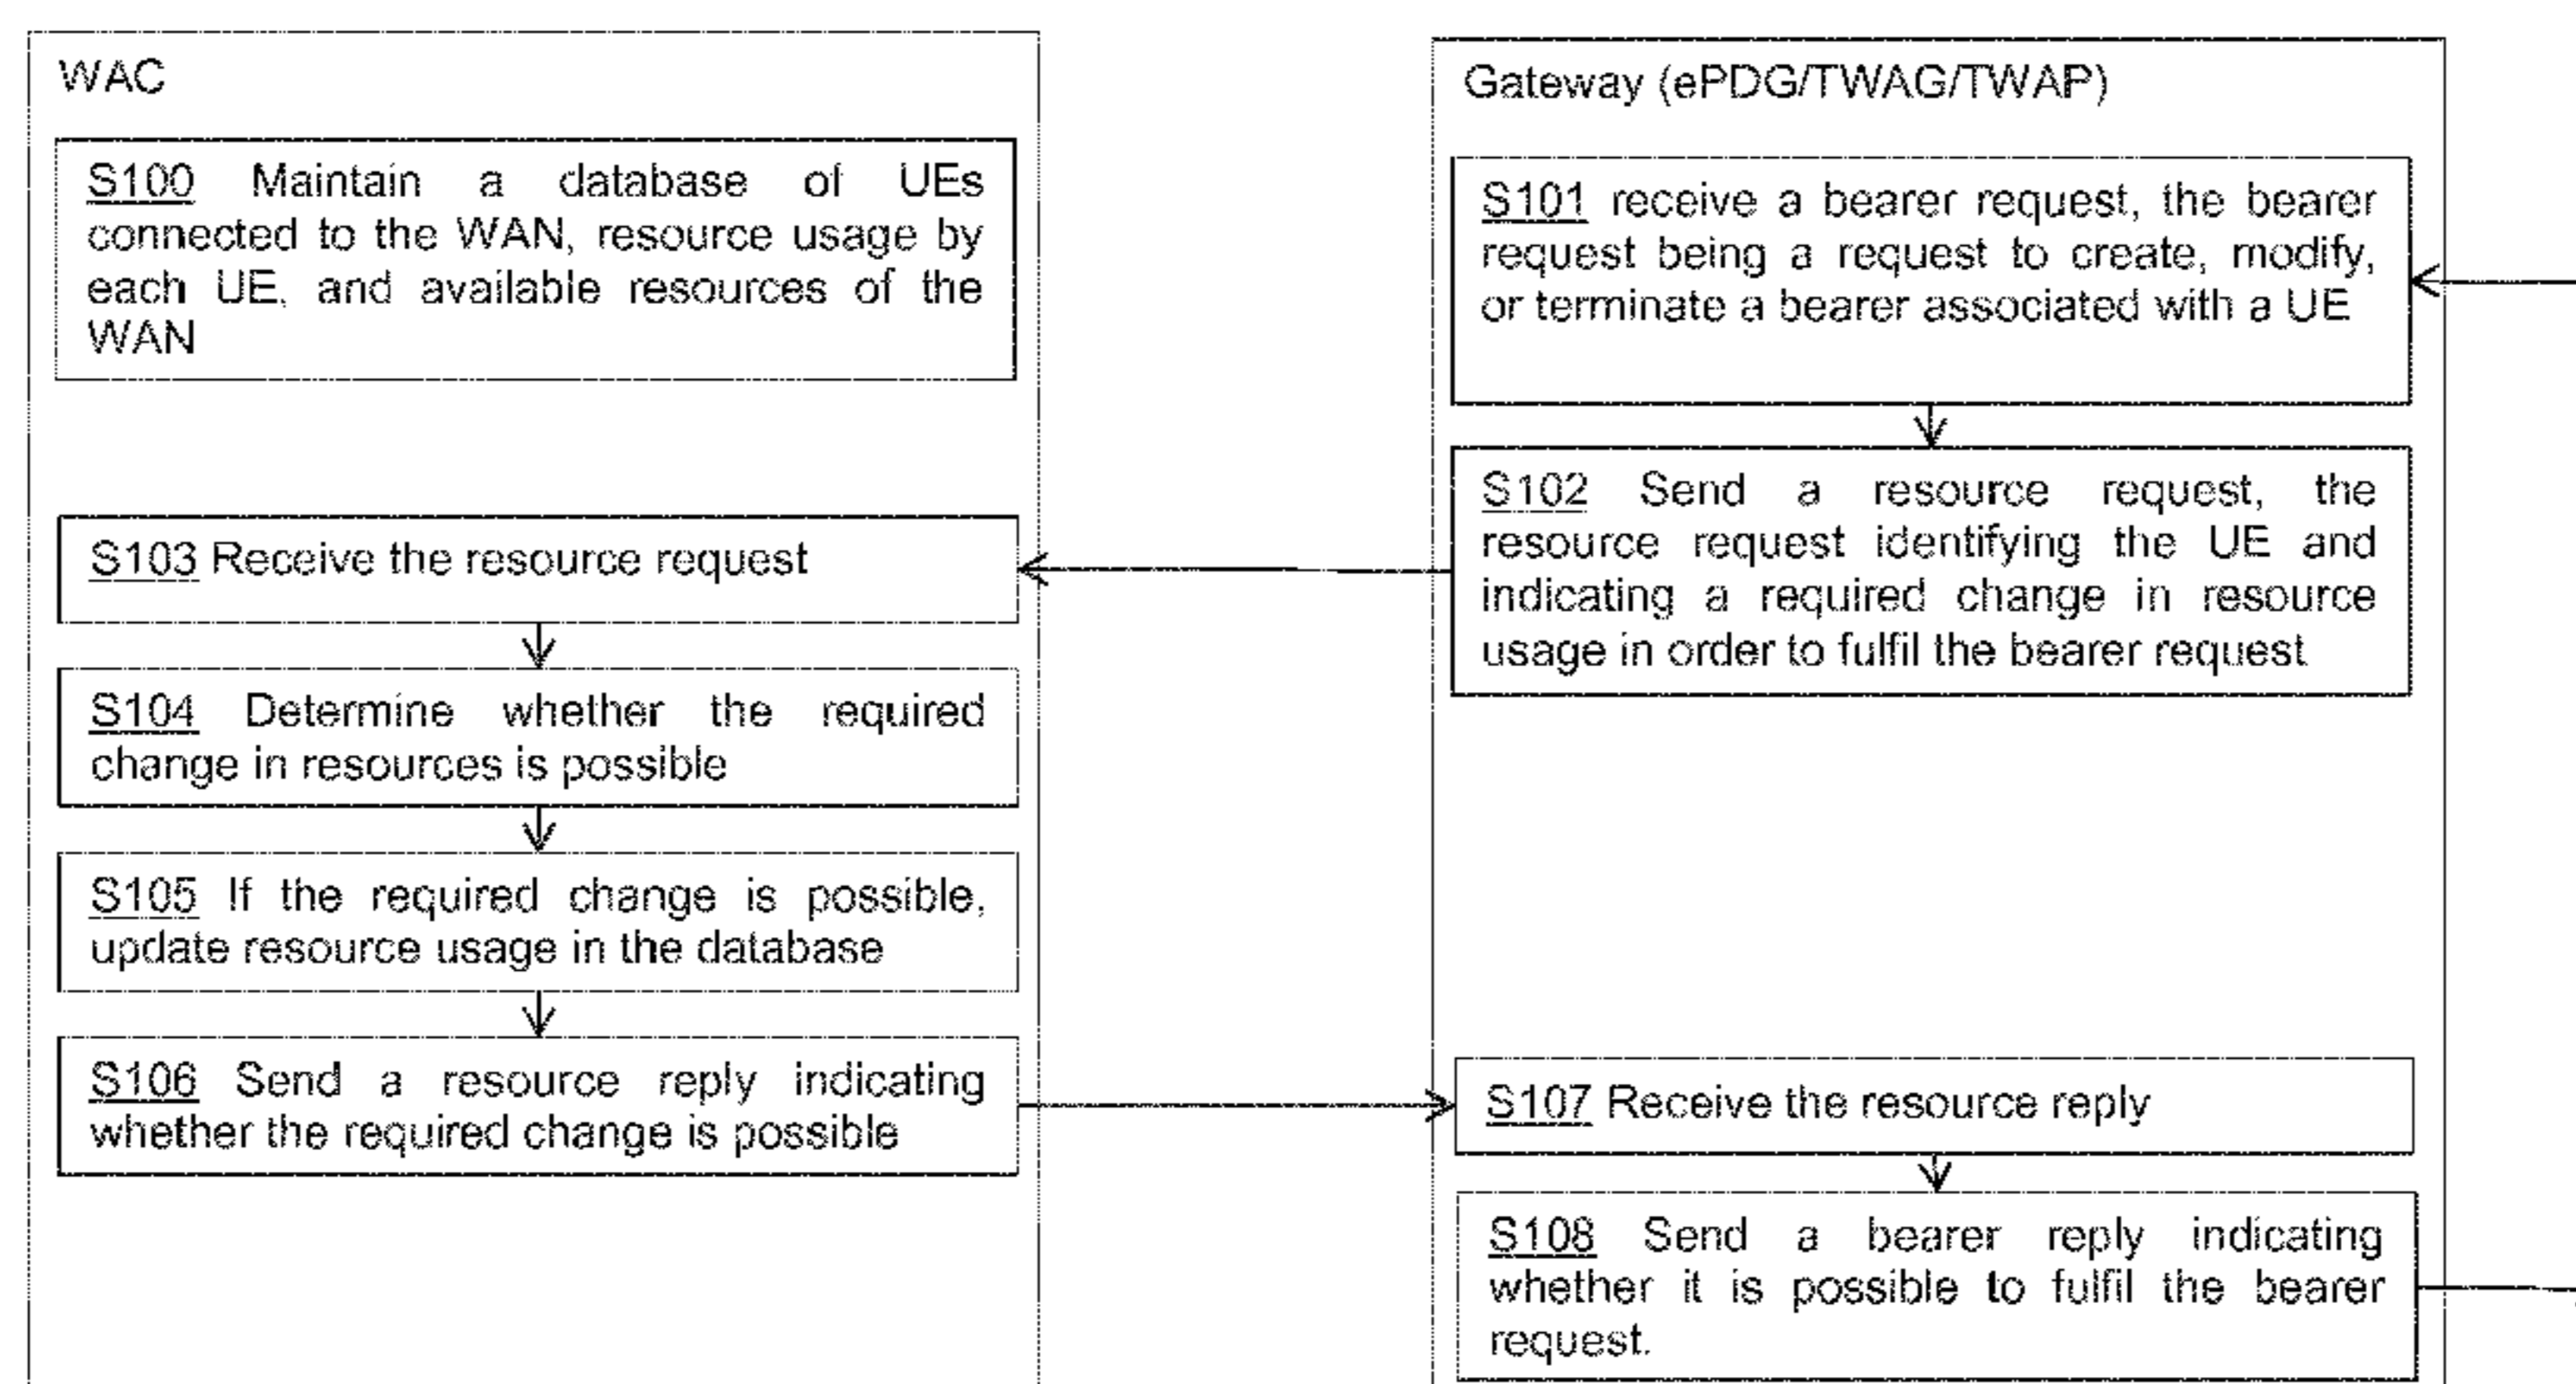 WAC
S100 Maintain a database of UEs
connected to the WAN, resource usage by
each UE, and available resources of the
WAN
S103 Receive the resource request
S104 Determine whether the required
change in resources is possible
S105 If the required change is possible,
update resource usage in the database
S106 Send a resource reply indicating
whether the required change is possible
Gateway (ePDG/TWAG/TWAP)
S101 receive a bearer request, the bearer
request being a request to create, modify,
or terminate a bearer associated with a UE
S102 Send a resource request, the
resource request identifying the UE and
indicating a required change in resource
usage in order to fulfil the bearer request
S107 Receive the resource reply
S108 Send a bearer reply indicating
whether it is possible to fulfil the bearer
request.